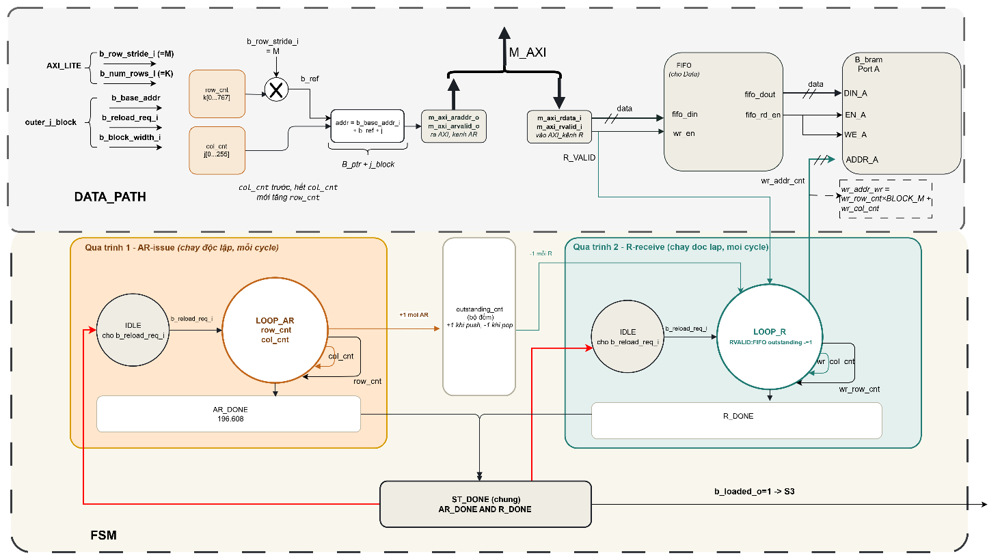 b_row_stride_i (=M)
AXI_LITE
b_num_rows_i (=K)
b_base_addr
b_reload_req_i
outer_j_block
b_block_width_i
DATA_PATH
row_cnt
k[0...767]
col_cnt
j[0...255]
b_row_stride_i
= M
b_ref
addr = b_base_addr_i
+ b_ref + j
B_ptr + j_block
col_cnt trước, hết col_cnt
mới tăng row_cnt
m_axi_araddr_o
m_axi_arvalid_o
ra AXI, kenh AR
M_AXI
m_axi_rdata_i
m_axi_rvalid_i
vào AXI_kênh R
data
R_VALID
FIFO
(cho Data)
fifo_din
wr_en
fifo_dout
fifo_rd_en
data
B_bram
Port A
DIN_A
EN_A
WE_A
ADDR_A
wr_addr_cnt
wr_addr_wr =
wr_row_cnt×BLOCK_M +
wr_col_cnt
Qua trình 1 - AR-issue (chay độc lập, mỗi cycle)
IDLE
cho b_reload_req_i
b_reload_req_i
LOOP_AR
row_cnt
col_cnt
col_cnt
row_cnt
AR_DONE
196.608
+1 moi AR
outstanding_cnt
(bộ đếm)
+1 khi push, -1 khi pop
-1 mỗi R
Quá trình 2 - R-receive (chay doc lap, moi cycle)
IDLE
cho b_reload_req_i
b_reload_req_i
LOOP_R
RVALID:FIFO outstanding -=1
wr_col_cnt
wr_row_cnt
R_DONE
ST_DONE (chung)
AR_DONE AND R_DONE
b_loaded_o=1 -> S3
FSM